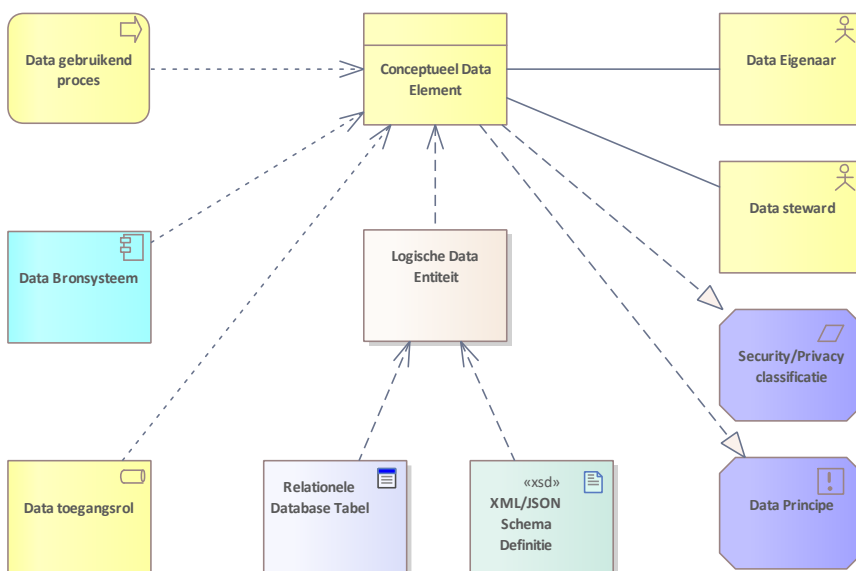 Data gebruikend
proces
Conceptueel Data
Element
Data Eigenaar
Data steward
Data Bronsysteem
Logische Data
Entiteit
Security/Privacy
classificatie
Data toegangsrol
Relationele
Database Tabel
«xsd»
XML/JSON
Schema
Definitie
Data Principe